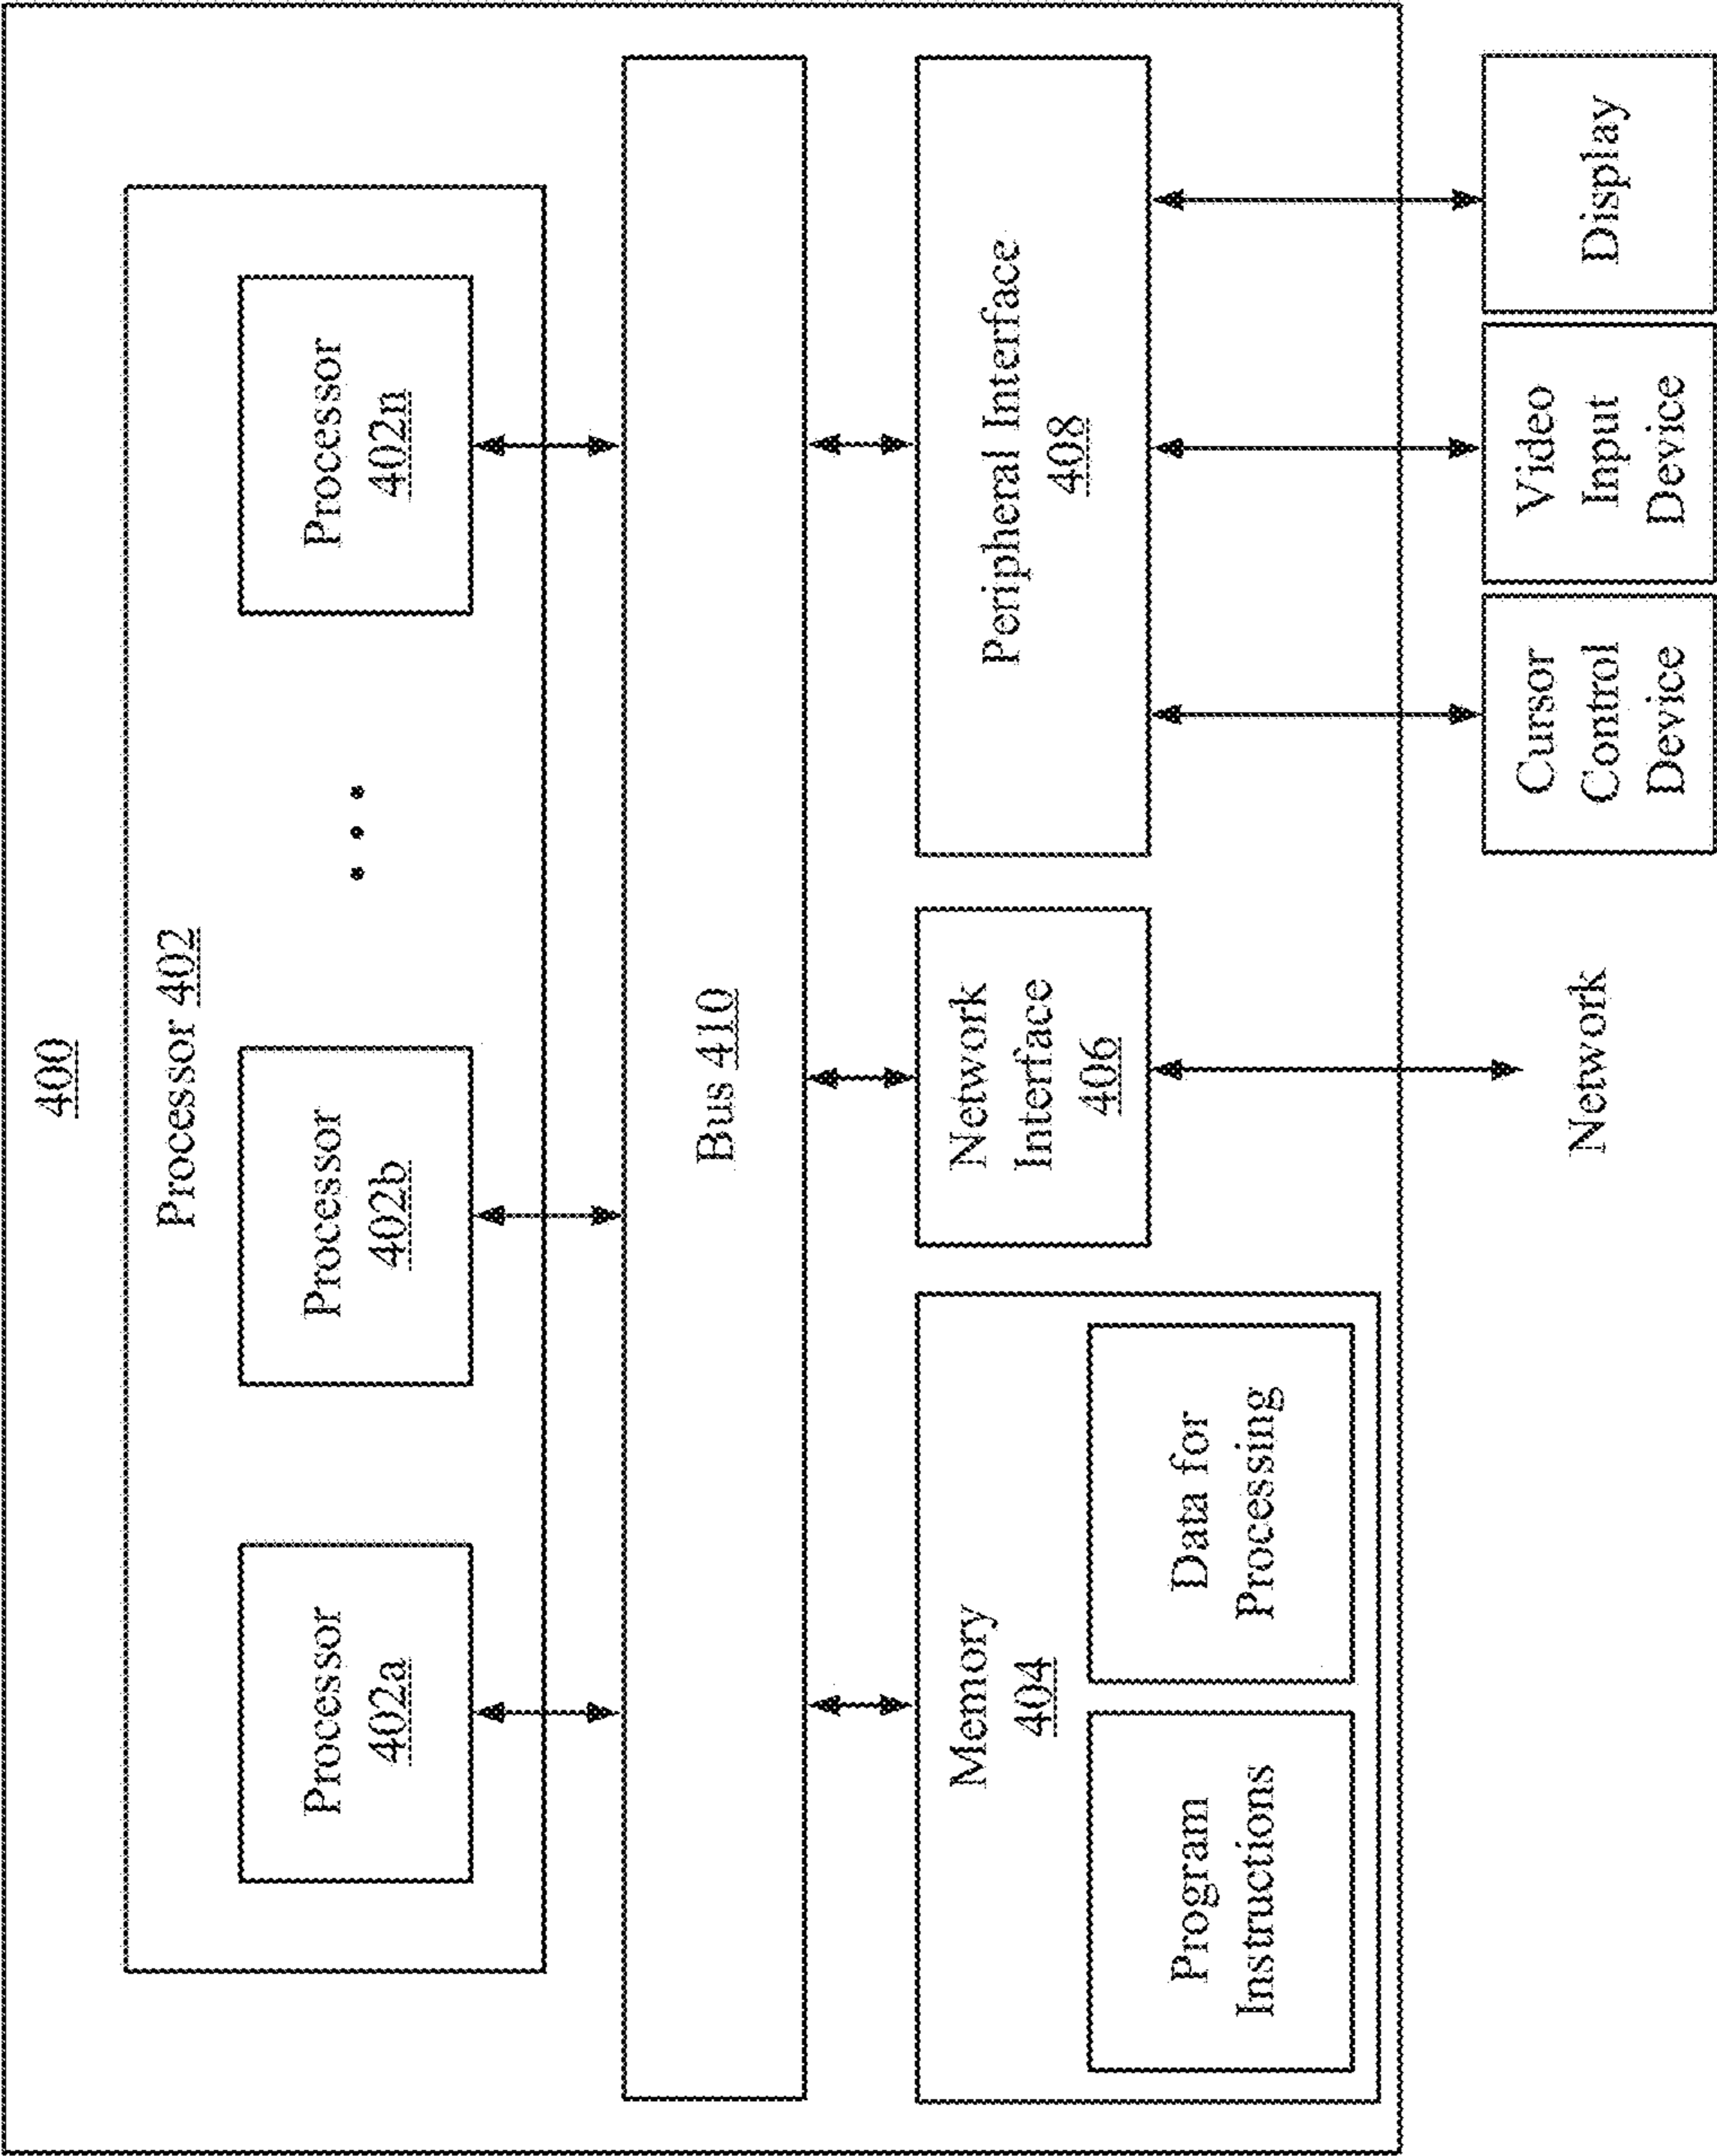 400
Processor 402
Processor
402a
Processor
402b
Processor
402n
Bus 410
Memory
404
Program
Instructions
Data for
Processing
Network
Interface
406
Peripheral Interface
408
Network
Cursor
Control
Device
Video
Input
Device
Display